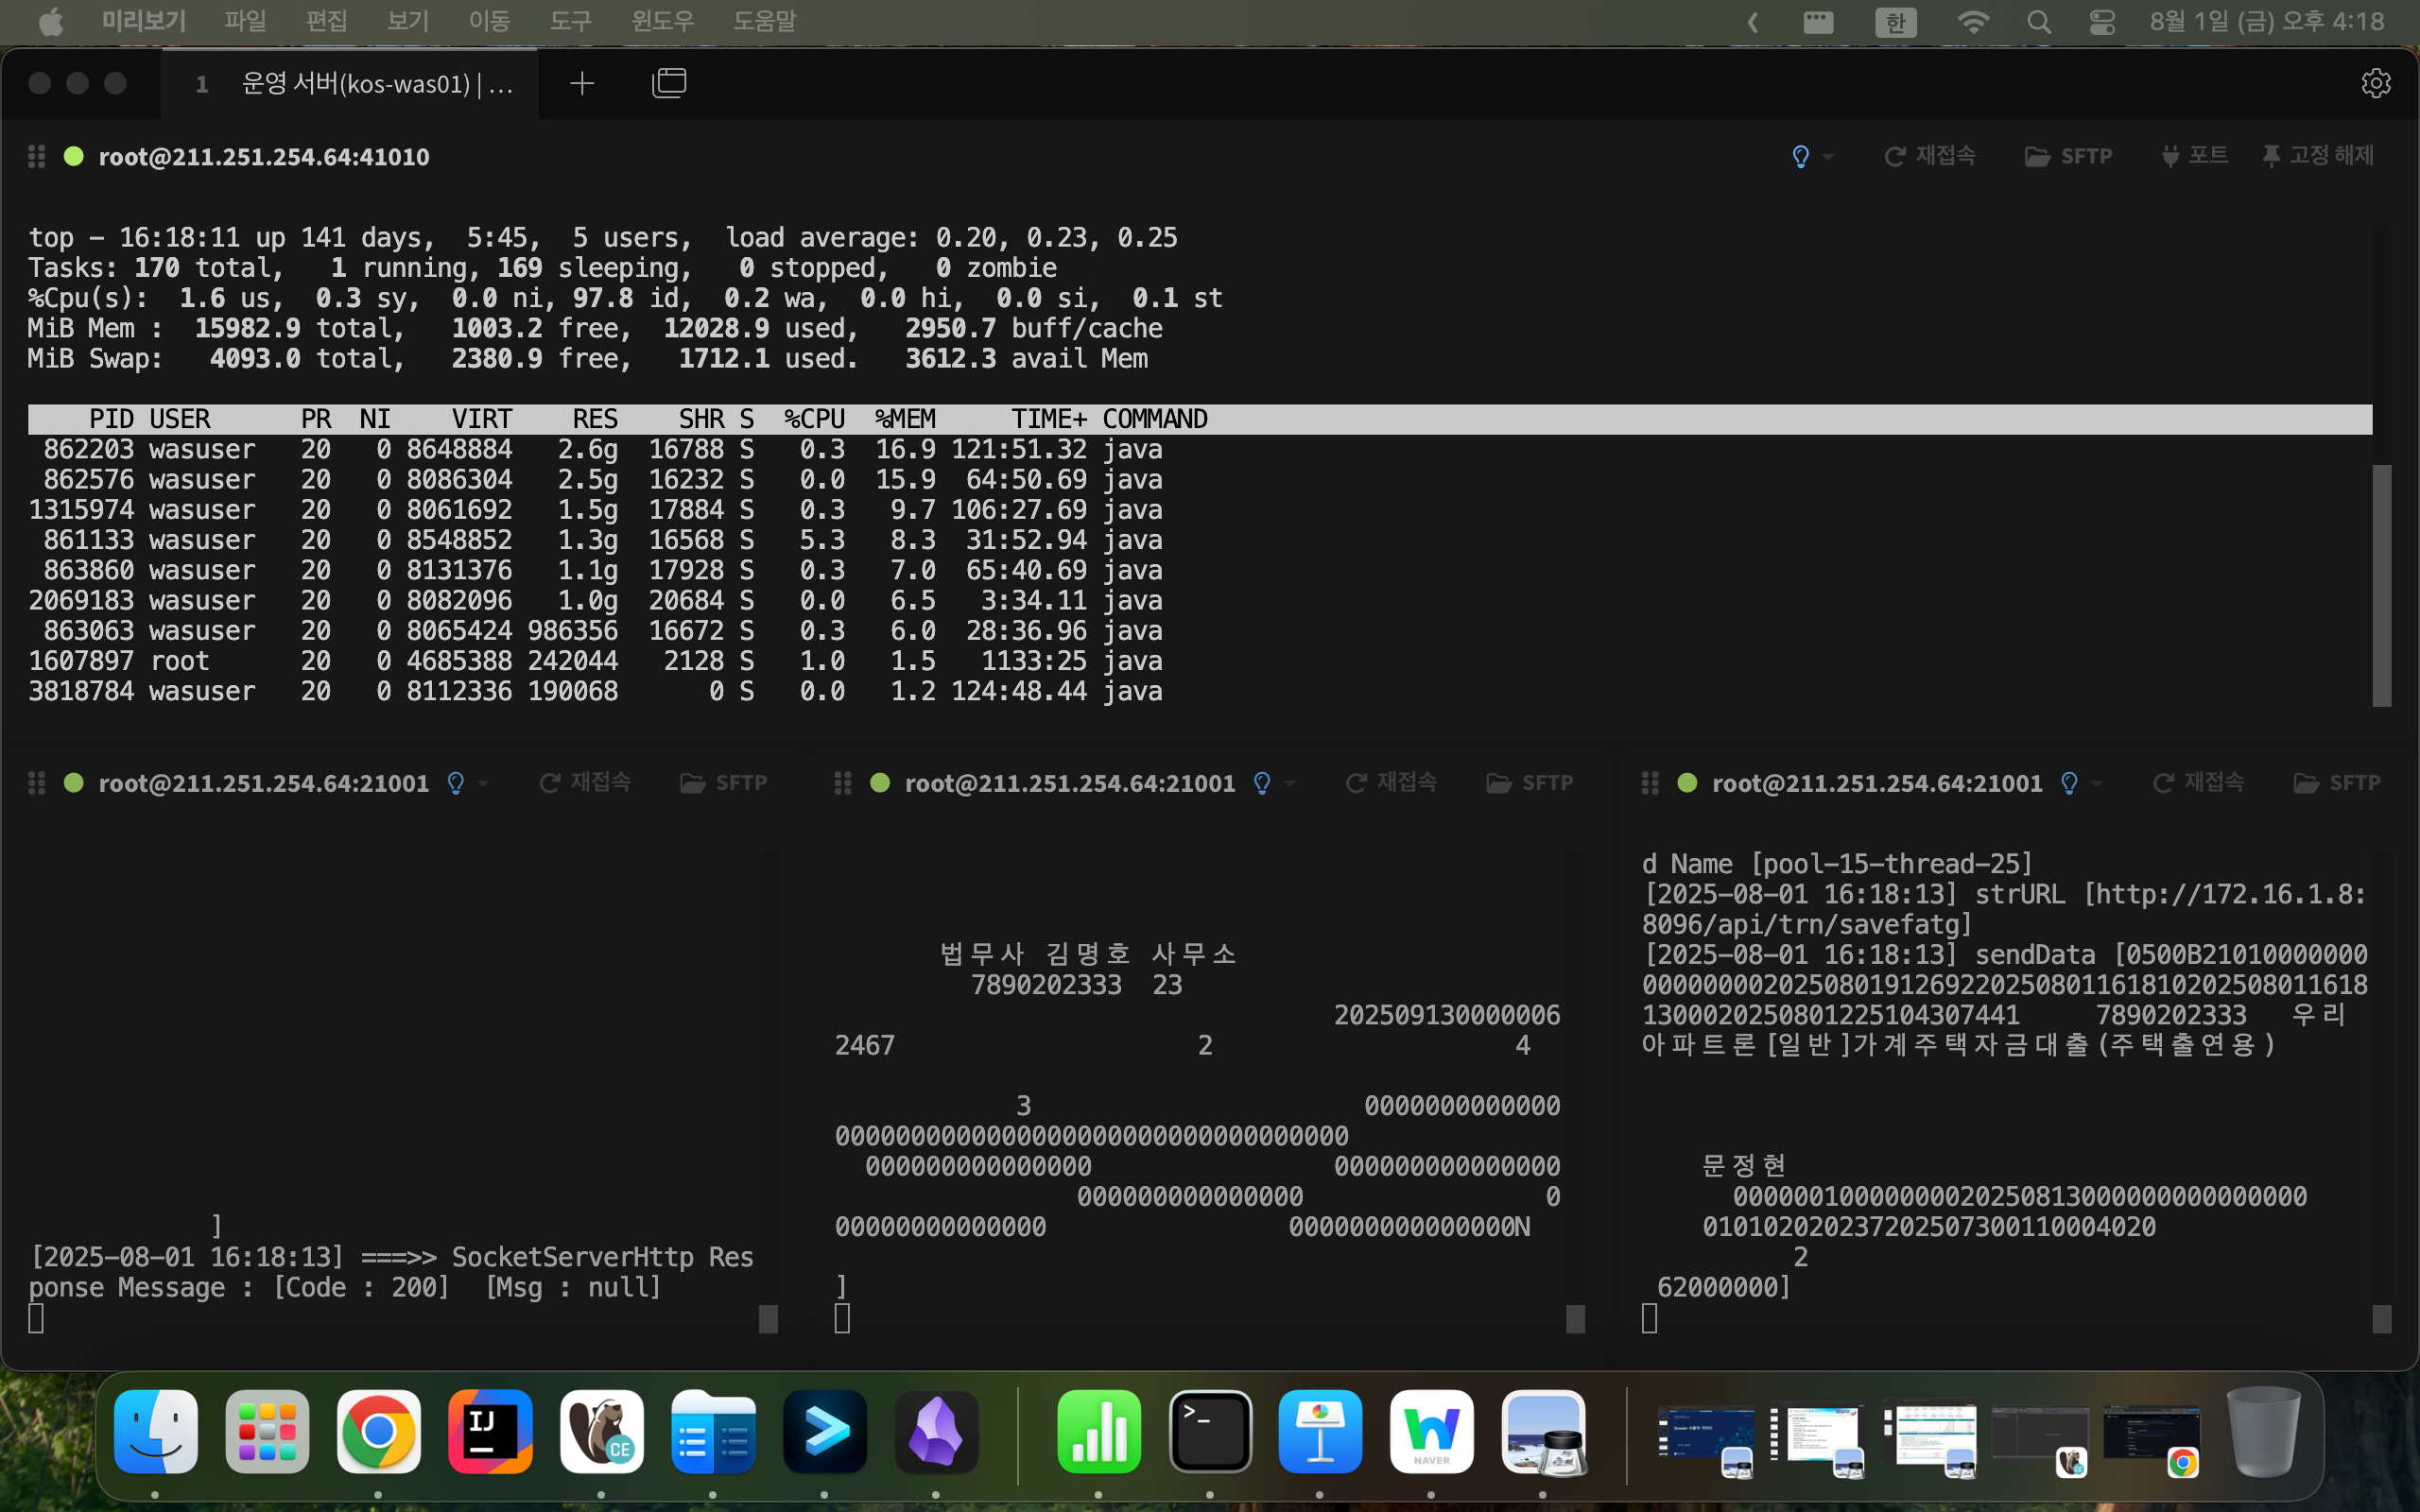 미리보기 파일 편집 보기 이동 도구 윈도우 도움말 한 8월 1일 (금) 오후 4:18
1 운영 서버(kos-was01) | ...
root@211.251.254.64:41010 재접속 SFTP 포트 고정 해제
top - 16:18:11 up 141 days, 5:45, 5 users, load average: 0.20, 0.23, 0.25
Tasks: 170 total, 1 running, 169 sleeping, 0 stopped, 0 zombie
%Cpu(s): 1.6 us, 0.3 sy, 0.0 ni, 97.8 id, 0.2 wa, 0.0 hi, 0.0 si, 0.1 st
MiB Mem : 15982.9 total, 1003.2 free, 12028.9 used, 2950.7 buff/cache
MiB Swap: 4093.0 total, 2380.9 free, 1712.1 used. 3612.3 avail Mem
PID USER PR NI VIRT RES SHR S %CPU %MEM TIME+ COMMAND
862203 wasuser 20 0 8648884 2.6g 16788 S 0.3 16.9 121:51.32 java
862576 wasuser 20 0 8086304 2.5g 16232 S 0.0 15.9 64:50.69 java
1315974 wasuser 20 0 8061692 1.5g 17884 S 0.3 9.7 106:27.69 java
861133 wasuser 20 0 8548852 1.3g 16568 S 5.3 8.3 31:52.94 java
863860 wasuser 20 0 8131376 1.1g 17928 S 0.3 7.0 65:40.69 java
2069183 wasuser 20 0 8082096 1.0g 20684 S 0.0 6.5 3:34.11 java
863063 wasuser 20 0 8065424 986356 16672 S 0.3 6.0 28:36.96 java
1607897 root 20 0 4685388 242044 2128 S 1.0 1.5 1133:25 java
3818784 wasuser 20 0 8112336 190068 0 S 0.0 1.2 124:48.44 java
root@211.251.254.64:21001 재접속 SFTP
]
[2025-08-01 16:18:13] ===>> SocketServerHttp Res
ponse Message : [Code : 200] [Msg : null]
root@211.251.254.64:21001 재접속 SFTP
법무사 김명호 사무소
7890202333 23
202509130000006
2467 2 4
3 0000000000000
0000000000000000000000000000000000
000000000000000 000000000000000
000000000000000 0
00000000000000 000000000000000N
]
root@211.251.254.64:21001 재접속 SFTP
d Name [pool-15-thread-25]
[2025-08-01 16:18:13] strURL [http://172.16.1.8:
8096/api/trn/savefatg]
[2025-08-01 16:18:13] sendData [0500B21010000000
000000002025080191269220250801161810202508011618
1300020250801225104307441 7890202333 우리
아파트론[일반]가계주택자금대출(주택출연용)
문정현
00000010000000020250813000000000000000
010102020237202507300110004020
2
62000000]
IJ
CE
>_
NAVER
CE